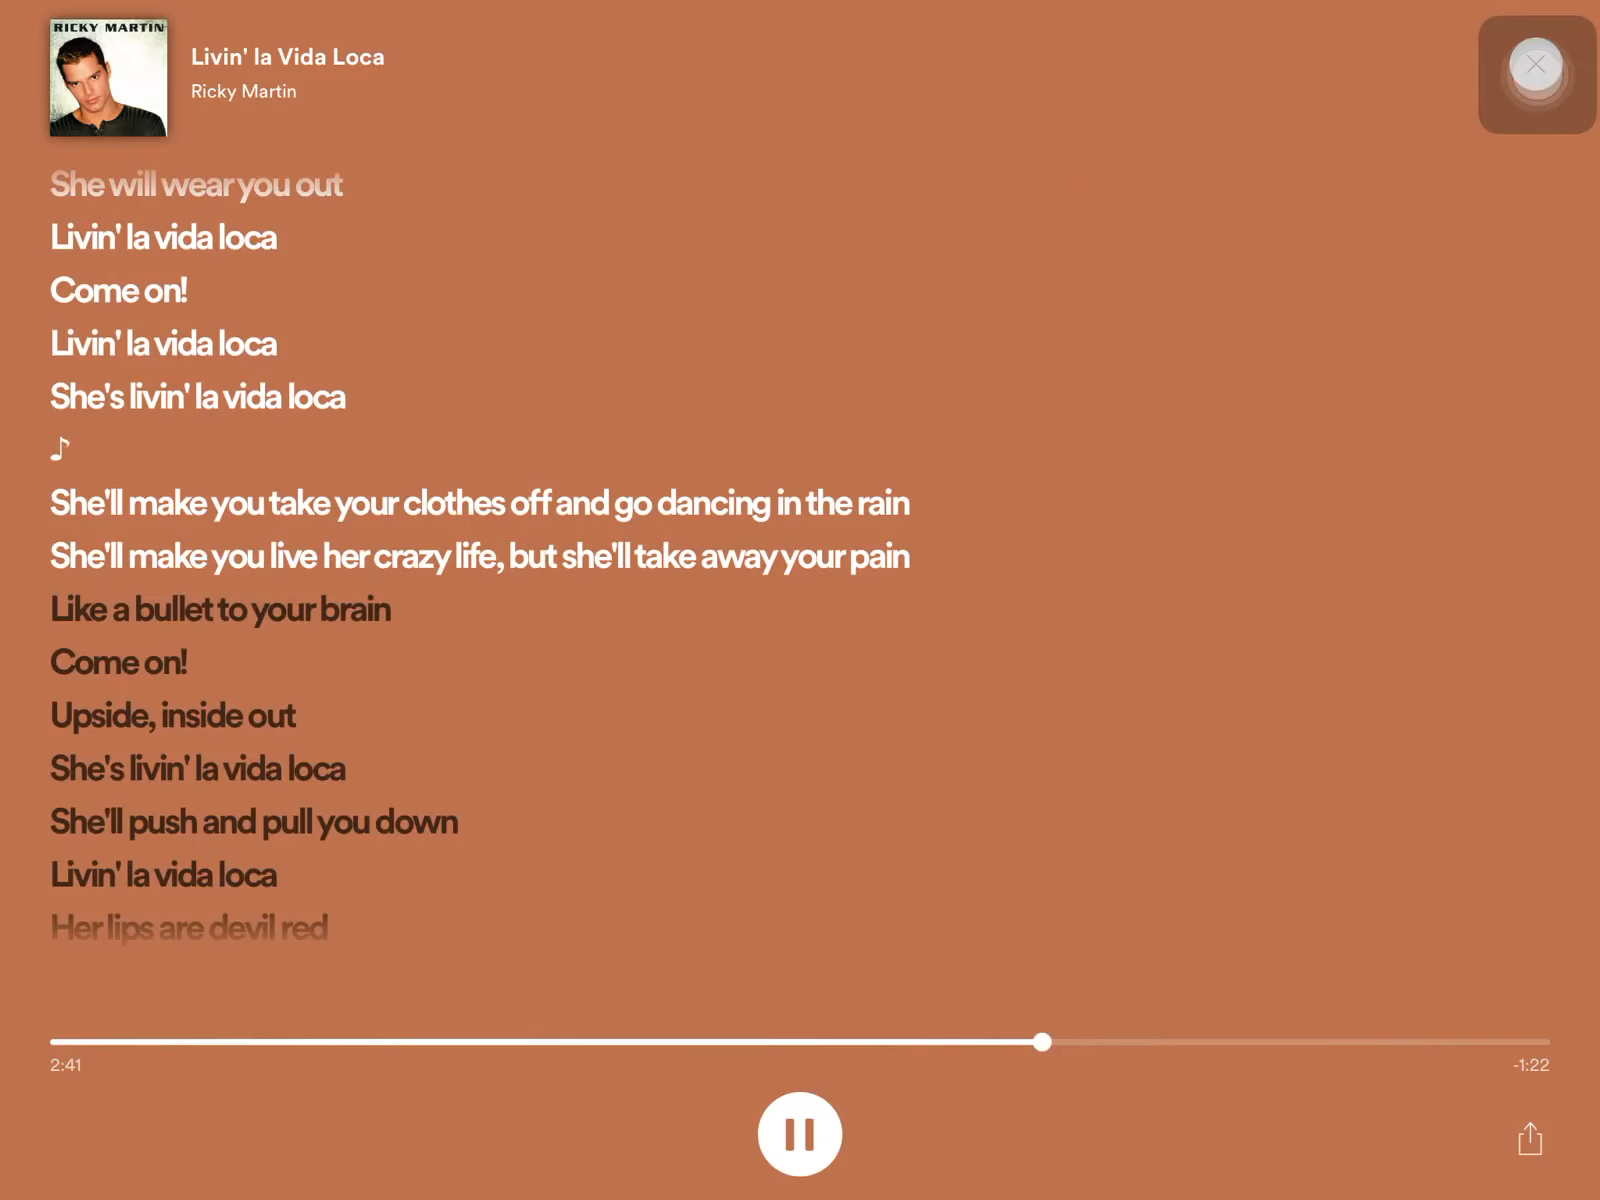 RICKY MARTIN
Livin' la Vida Loca
Ricky Martin
She will wear you out
Livin' la vida loca
Come on!
Livin' la vida loca
She's livin' la vida loca
♪
She'll make you take your clothes off and go dancing in the rain
She'll make you live her crazy life, but she'll take away your pain
Like a bullet to your brain
Come on!
Upside, inside out
She's livin' la vida loca
She'll push and pull you down
Livin' la vida loca
Her lips are devil red
2:41
-1:22